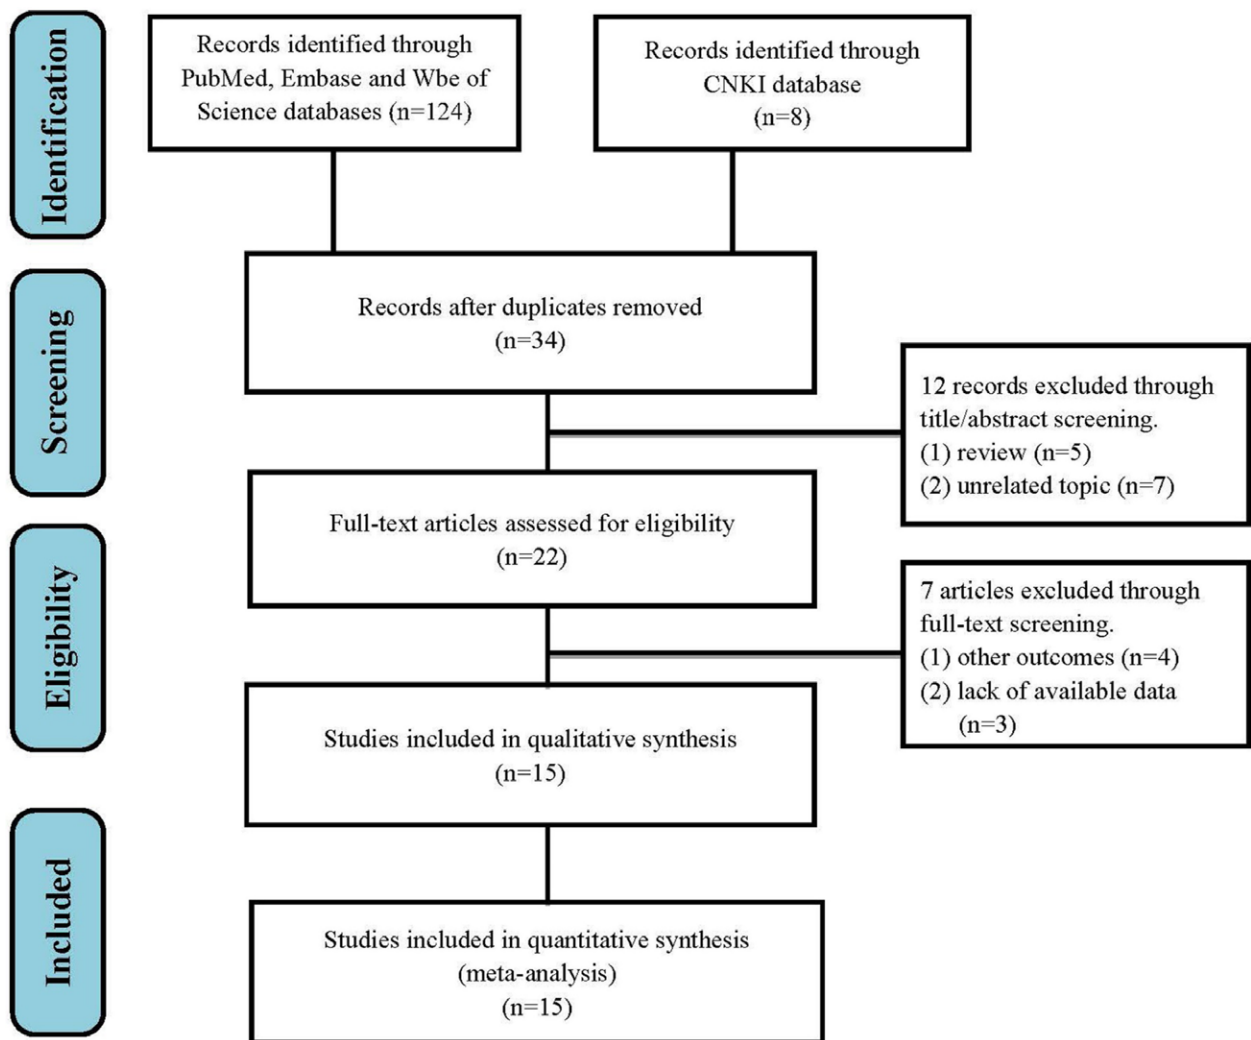 Identification
Records identified through
PubMed, Embase and Wbe of
Science databases (n=124)
Records identified through
CNKI database
(n=8)
Screening
Records after duplicates removed
(n=34)
12 records excluded through
title/abstract screening.
(1) review (n=5)
(2) unrelated topic (n=7)
Eligibility
Full-text articles assessed for eligibility
(n=22)
7 articles excluded through
full-text screening.
(1) other outcomes (n=4)
(2) lack of available data
(n=3)
Studies included in qualitative synthesis
(n=15)
Included
Studies included in quantitative synthesis
(meta-analysis)
(n=15)